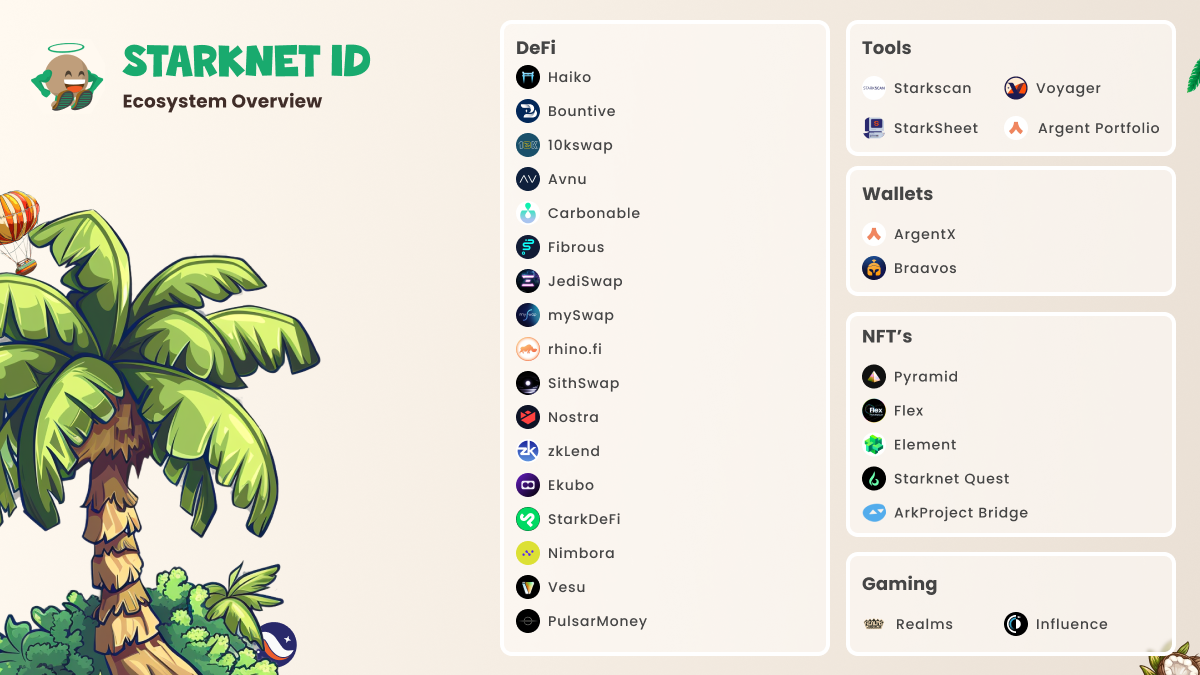 STARKNET ID
Ecosystem Overview
DeFi
Haiko
Bountive
10kswap
Avnu
Carbonable
Fibrous
JediSwap
mySwap
rhino.fi
SithSwap
Nostra
zkLend
Ekubo
StarkDeFi
Nimbora
Vesu
PulsarMoney
Tools
Starkscan Voyager
StarkSheet Argent Portfolio
Wallets
ArgentX
Braavos
NFT’s
Pyramid
Flex
Element
Starknet Quest
ArkProject Bridge
Gaming
Realms Influence